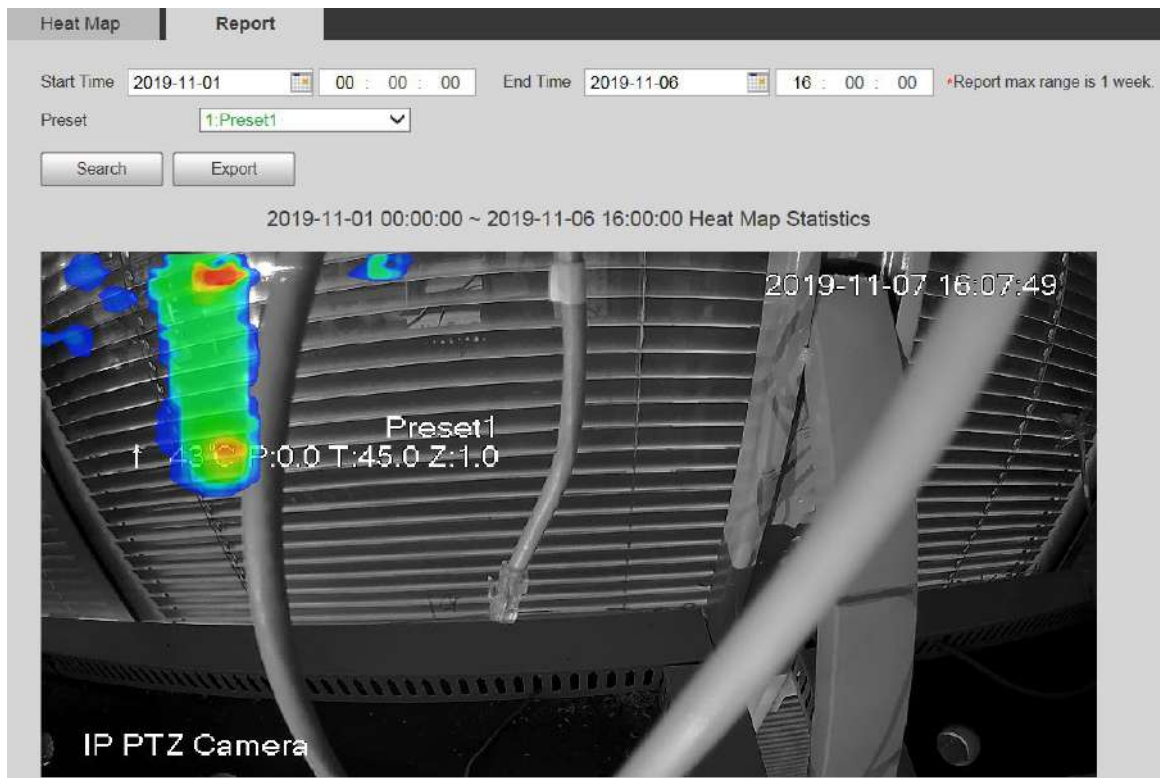 Heat Map Report
Start Time 2019-11-01 00 : 00 : 00 End Time 2019-11-06 16 : 00 : 00 *Report max range is 1 week.
Preset 1:Preset1
Search Export
2019-11-01 00:00:00 ~ 2019-11-06 16:00:00 Heat Map Statistics
2019-11-07 16:07:49
Preset1
P:0.0 T:45.0 Z:1.0
IP PTZ Camera